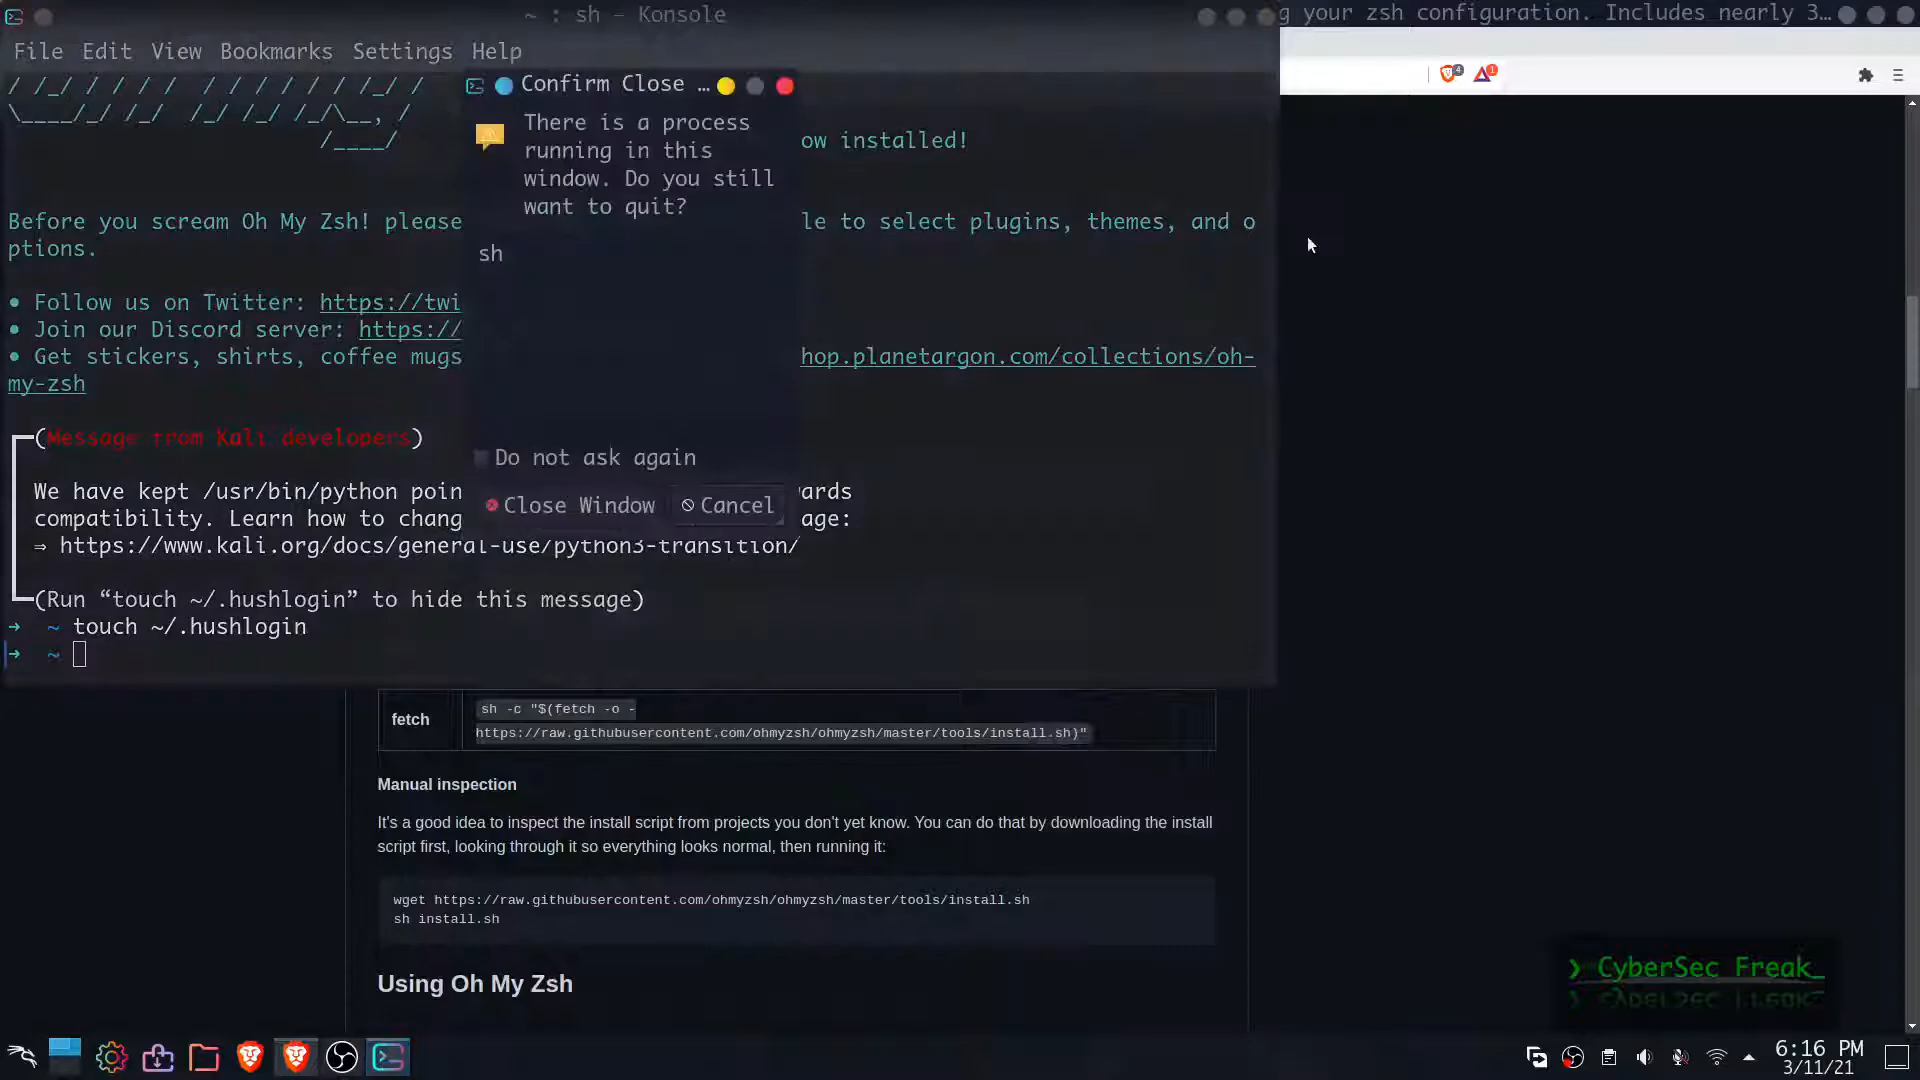 ~ : sh — Konsole
g your zsh configuration. Includes nearly 3…
File Edit View Bookmarks Settings Help
4
1
Confirm Close …
There is a process
running in this
window. Do you still
want to quit?
sh
Do not ask again
Close Window
Cancel
ow installed!
Before you scream Oh My Zsh! please
le to select plugins, themes, and o
ptions.
• Follow us on Twitter: https://twi
• Join our Discord server: https://
• Get stickers, shirts, coffee mugs
hop.planetargon.com/collections/oh-
my-zsh
(Message from Kali developers)
We have kept /usr/bin/python poin
ards
compatibility. Learn how to chang
age:
⇒ https://www.kali.org/docs/general-use/python3-transition/
(Run “touch ~/.hushlogin” to hide this message)
→ ~ touch ~/.hushlogin
→ ~
fetch
sh -c "$(fetch -o -
https://raw.githubusercontent.com/ohmyzsh/ohmyzsh/master/tools/install.sh)"
Manual inspection
It's a good idea to inspect the install script from projects you don't yet know. You can do that by downloading the install
script first, looking through it so everything looks normal, then running it:
wget https://raw.githubusercontent.com/ohmyzsh/ohmyzsh/master/tools/install.sh
sh install.sh
Using Oh My Zsh
❯ CyberSec Freak_
6:16 PM
3/11/21